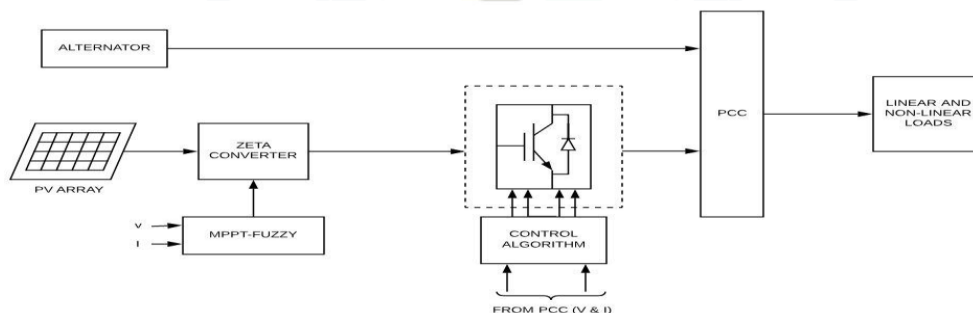 ALTERNATOR
PCC
LINEAR AND
NON-LINEAR
LOADS
ZETA
CONVERTER
PV ARRAY
V
I
MPPT-FUZZY
CONTROL
ALGORITHM
FROM PCC (V & I)